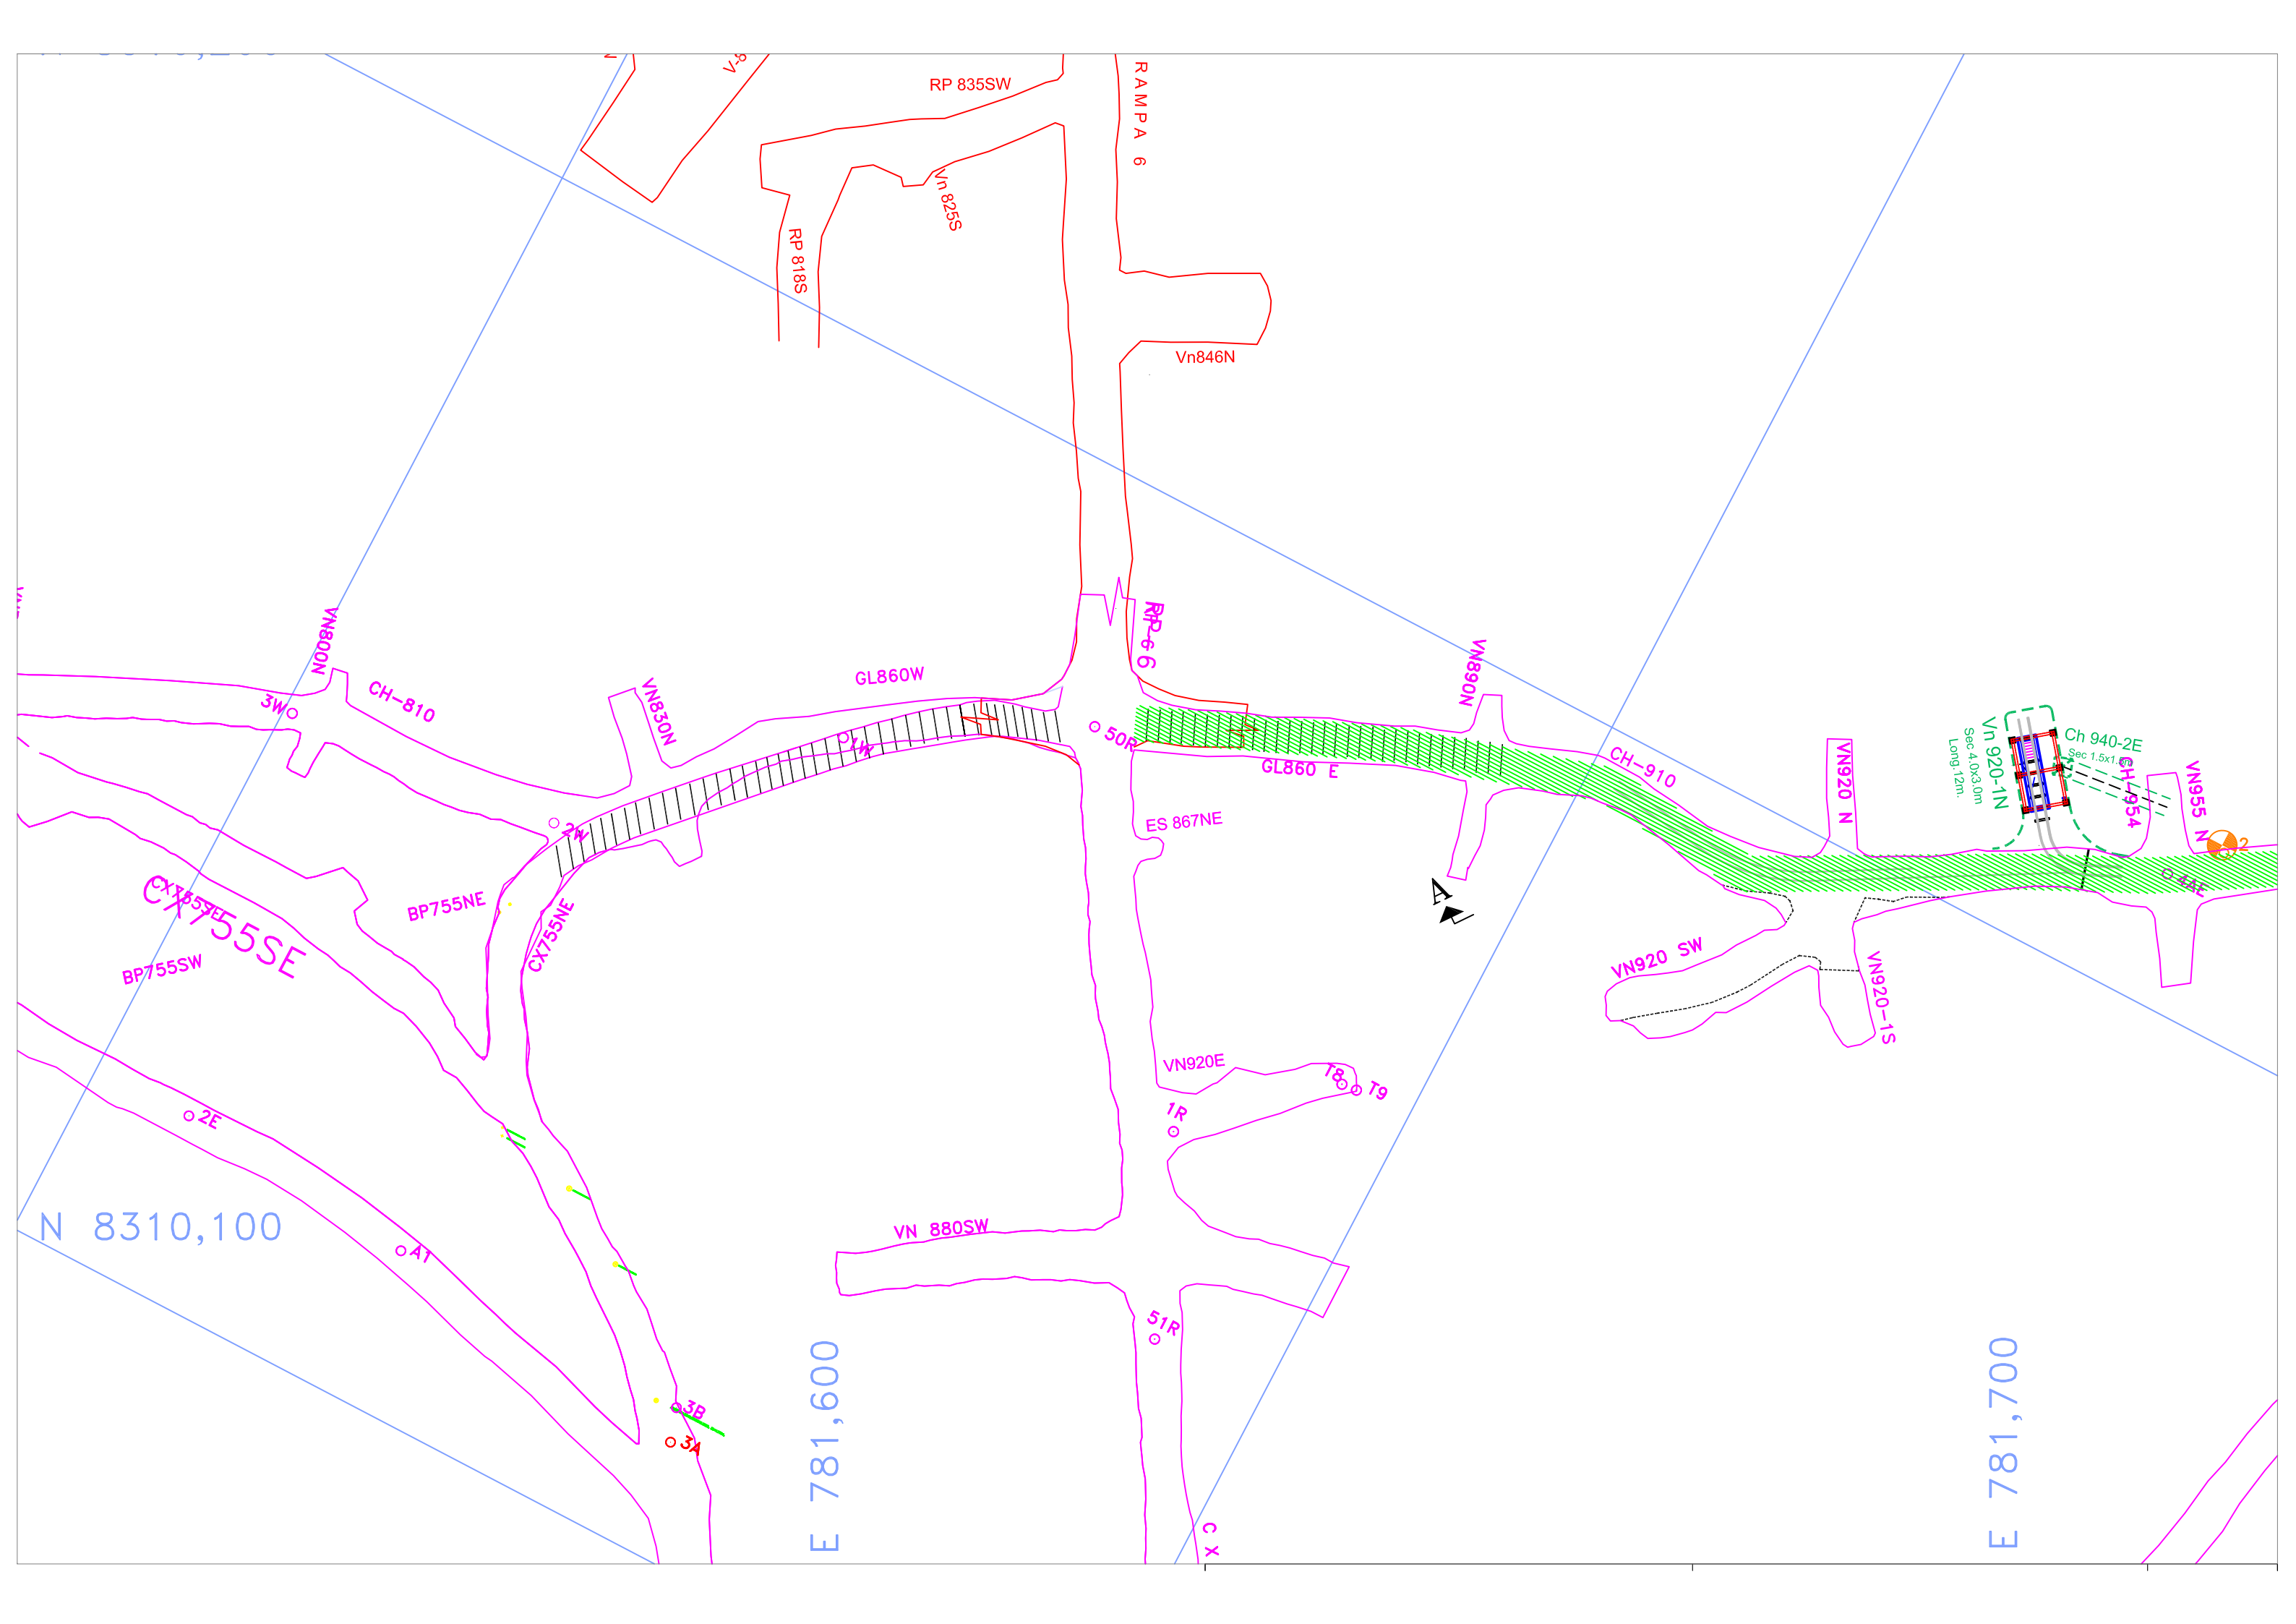 RP 835SW
RAMPA 6
Vn 825S
RP 818S
Vn846N
VN800N
3W
CH-810
VN830N
GL860W
1W
50R
GL860 E
VN890N
CH-910
VN920 N
Vn 920-1N
Sec 4.0x3.0m
Long.12m.
Ch 940-2E
CH-954
VN955 N
2
4AE
2W
ES 867NE
BP755NE
CX755NE
CX755SE
CX755SE
BP755SW
A
VN920 SW
VN920-1S
VN920E
T8
T9
1R
2E
N 8310,100
A1
VN 880SW
51R
3B
3A
E 781,600
E 781,700
C X